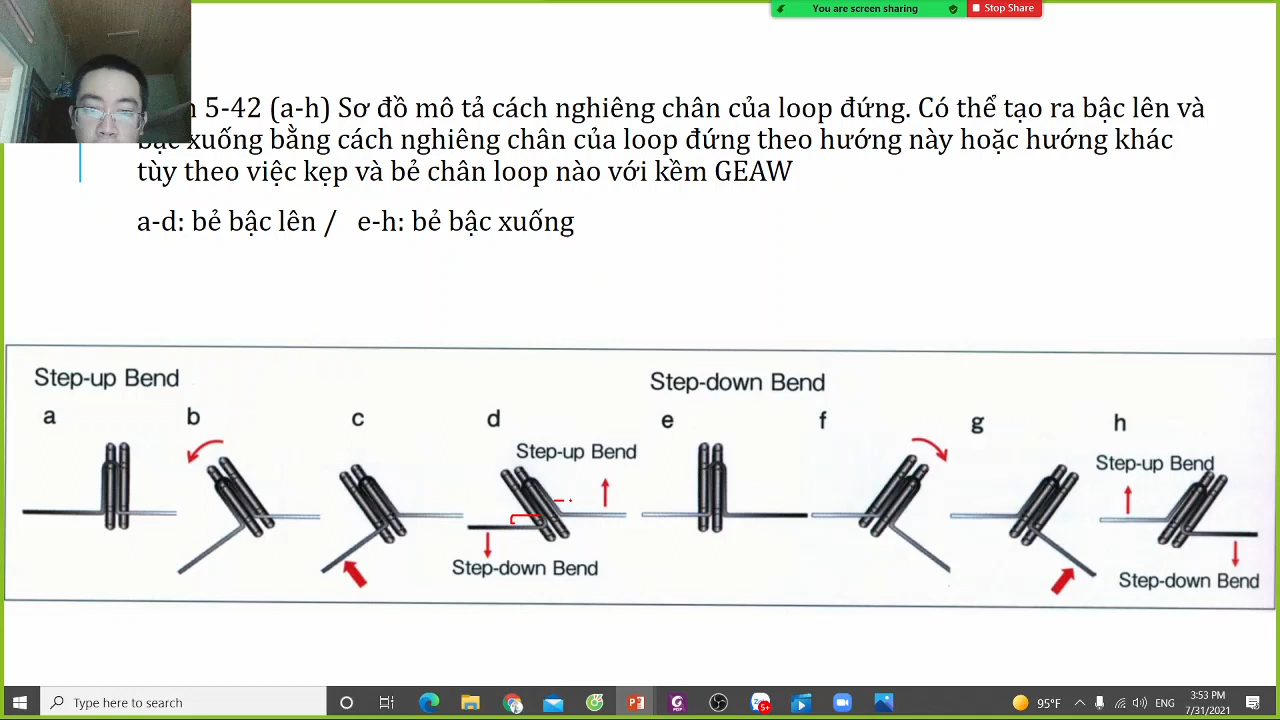 You are screen sharing
Stop Share
5-42 (a-h) Sơ đồ mô tả cách nghiêng chân của loop đứng. Có thể tạo ra bậc lên và
bậc xuống bằng cách nghiêng chân của loop đứng theo hướng này hoặc hướng khác
tùy theo việc kẹp và bẻ chân loop nào với kềm GEAW
a-d: bẻ bậc lên / e-h: bẻ bậc xuống
Step-up Bend
Step-down Bend
a
b
c
d
e
f
g
h
Step-up Bend
Step-down Bend
Step-up Bend
Step-down Bend
Type here to search
95°F
ENG
3:53 PM
7/31/2021